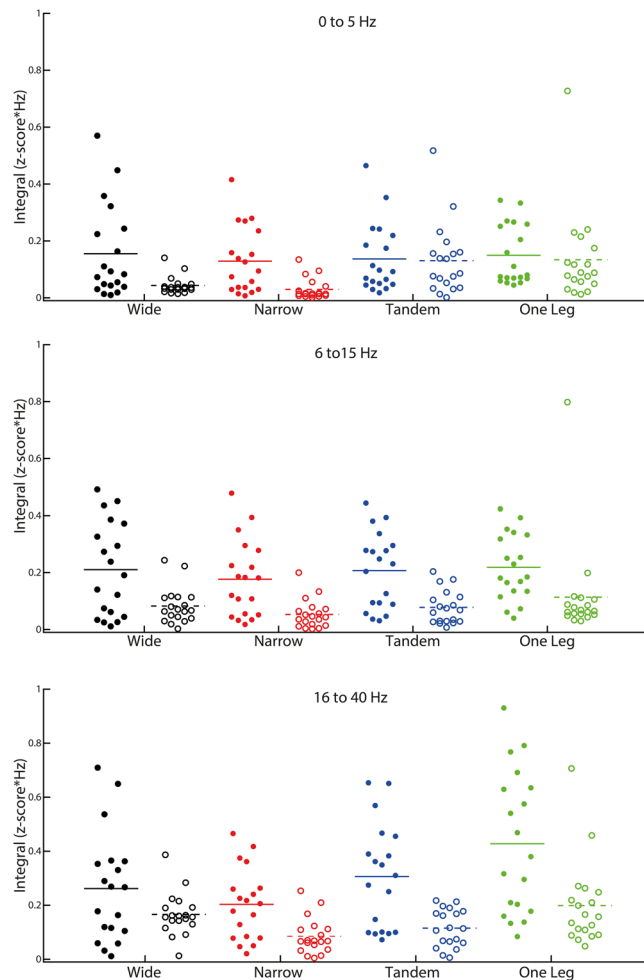 0 to 5 Hz
Integral (z-score*Hz)
1
0.8
0.6
0.4
0.2
0
Wide Narrow Tandem One Leg
6 to15 Hz
Integral (z-score*Hz)
1
0.8
0.6
0.4
0.2
0
Wide Narrow Tandem One Leg
16 to 40 Hz
Integral (z-score*Hz)
1
0.8
0.6
0.4
0.2
0
Wide Narrow Tandem One Leg